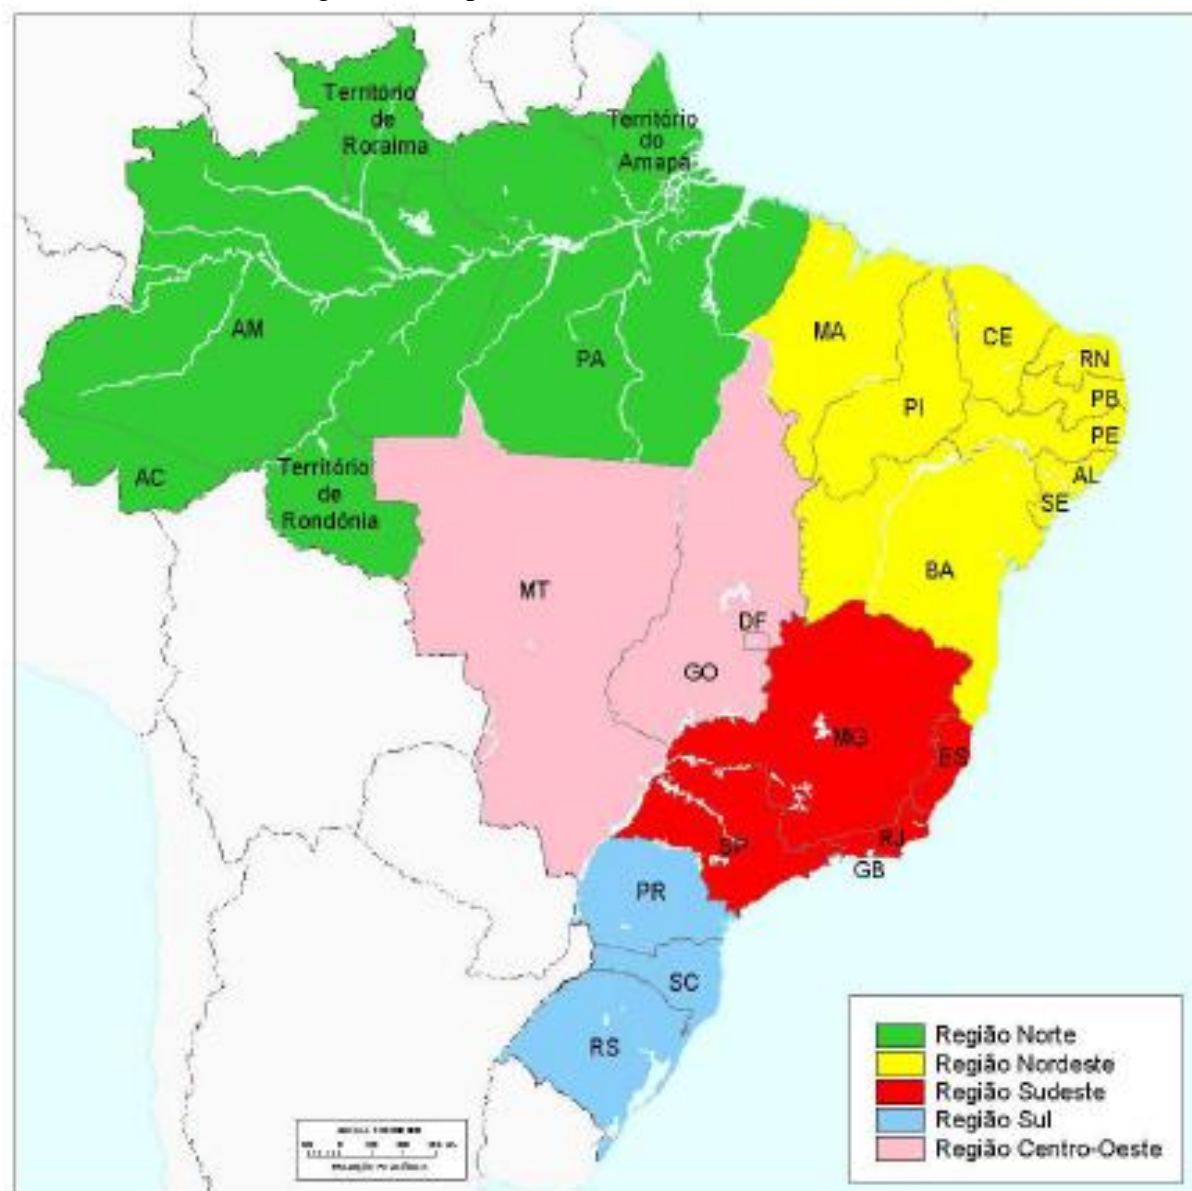 Território
de
Roraima
Território
do
Amapá
AM
PA
MA
CE
RN
PI
PB
PE
AC
Território
de
Rondônia
AL
SE
MT
BA
DF
GO
MG
ES
SP
RJ
GB
PR
SC
RS
Região Norte
Região Nordeste
Região Sudeste
Região Sul
Região Centro-Oeste